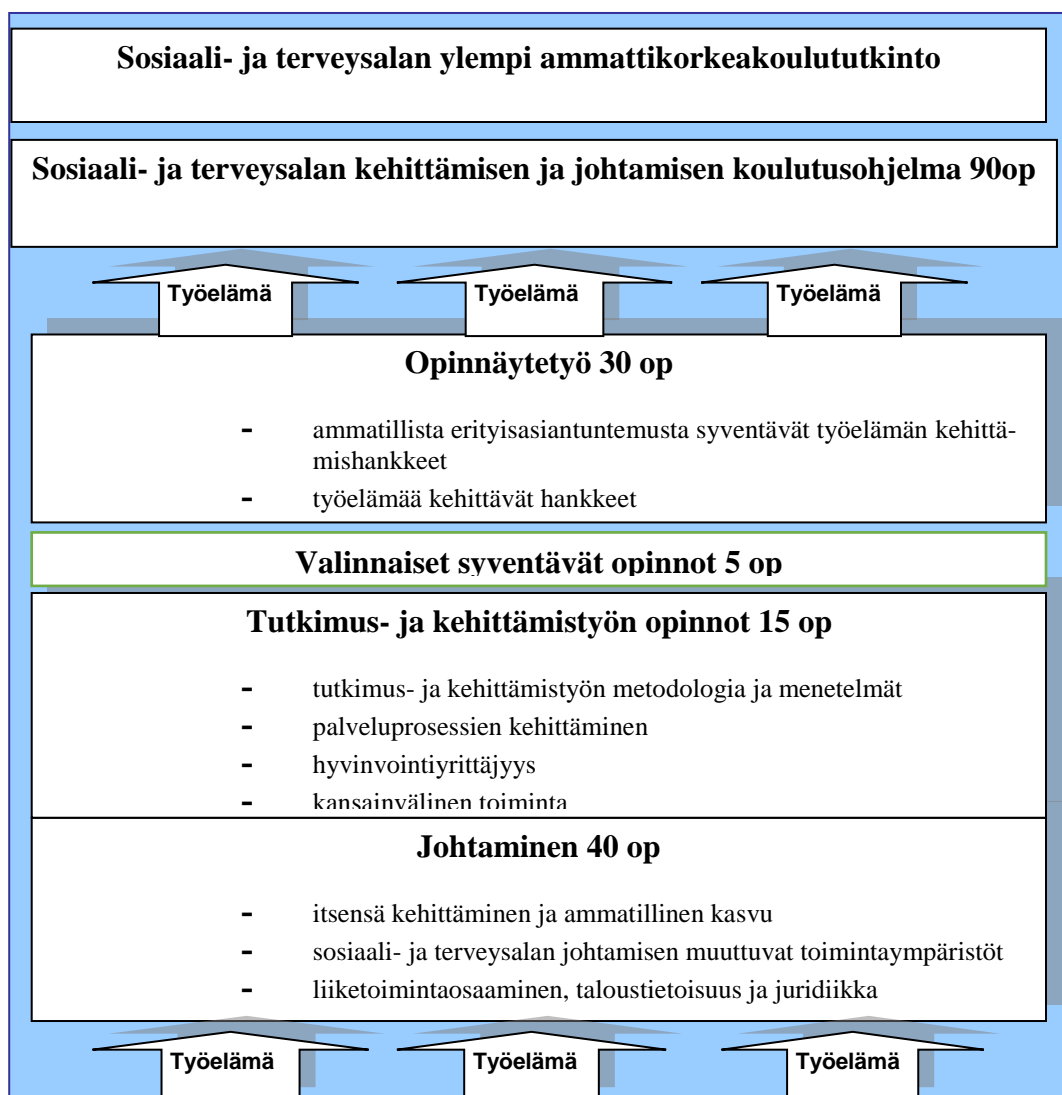 Sosiaali- ja terveysalan ylempi ammattikorkeakoulututkinto
Sosiaali- ja terveysalan kehittämisen ja johtamisen koulutusohjelma 90op
Työelämä Työelämä Työelämä
Opinnäytetyö 30 op
- ammatillista erityisasiantuntemusta syventävät työelämän kehittä-
mishankkeet
- työelämää kehittävät hankkeet
Valinnaiset syventävät opinnot 5 op
Tutkimus- ja kehittämistyön opinnot 15 op
- tutkimus- ja kehittämistyön metodologia ja menetelmät
- palveluprosessien kehittäminen
- hyvinvointiyrittäjyys
- kansainvälinen toiminta
Johtaminen 40 op
- itsensä kehittäminen ja ammatillinen kasvu
- sosiaali- ja terveysalan johtamisen muuttuvat toimintaympäristöt
- liiketoimintaosaaminen, taloustietoisuus ja juridiikka
Työelämä Työelämä Työelämä